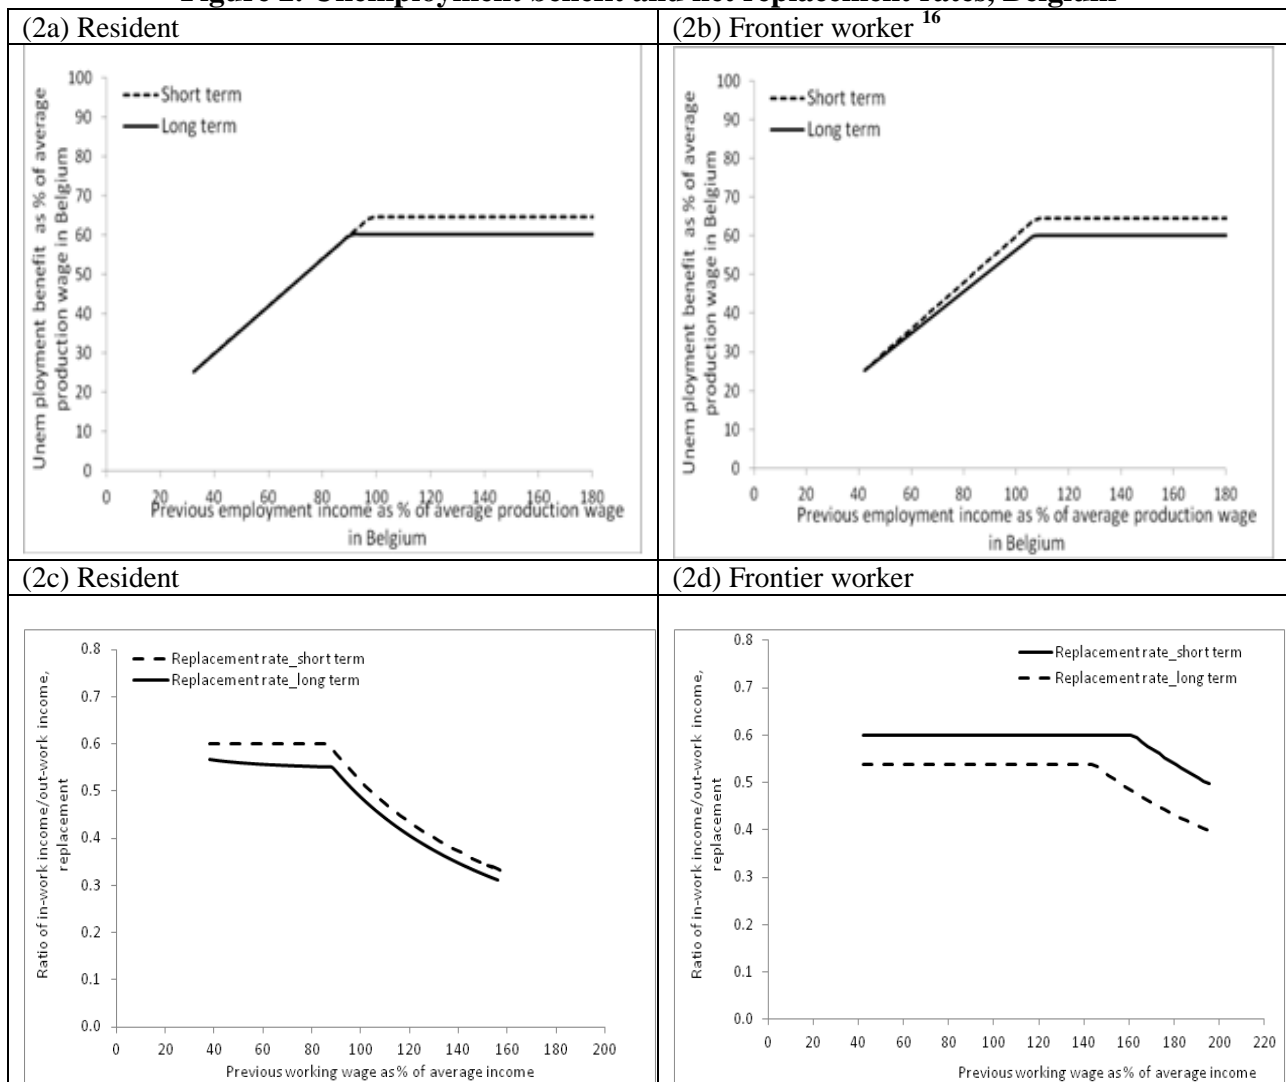 Figure 2: Unemployment benefit and net replacement rates, Belgium
(2a) Resident
(2b) Frontier worker 16
Unem ployment benefit as % of average
production wage in Belgium
100
90
80
70
60
50
40
30
20
10
0
Short term
Long term
0 20 40 60 80 100 120 140 160 180
Previous employment income as % of average production wage
in Belgium
Unem ployment benefit as % of average
production wage in Belgium
100
90
80
70
60
50
40
30
20
10
0
Short term
Long term
0 20 40 60 80 100 120 140 160 180
Previous employment income as % of average production wage
in Belgium
(2c) Resident
(2d) Frontier worker
Ratio of in-work income/out-work income,
replacement
0.8
0.7
0.6
0.5
0.4
0.3
0.2
0.1
0.0
Replacement rate_short term
Replacement rate_long term
0 20 40 60 80 100 120 140 160 180 200
Previous working wage as% of average income
Ratio of in-work income/out-work income,
replacement
0.8
0.7
0.6
0.5
0.4
0.3
0.2
0.1
0.0
Replacement rate_short term
Replacement rate_long term
0 20 40 60 80 100 120 140 160 180 200 220
Previous working wage as% of average income